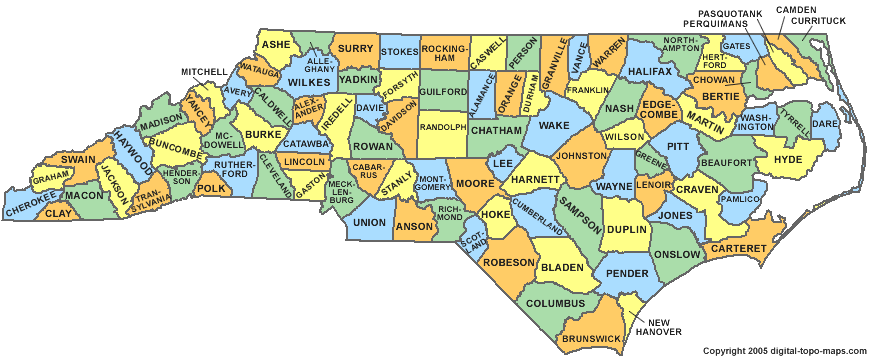 PASQUOTANK
CAMDEN
PERQUIMANS
CURRITUCK
ASHE
ALLE-
GHANY
SURRY
STOKES
ROCKING-
HAM
CASWELL
PERSON
GRANVILLE
VANCE
WARREN
NORTH-
AMPTON
HERT-
FORD
GATES
MITCHELL
WATAUGA
WILKES
YADKIN
FORSYTH
GUILFORD
ALAMANCE
ORANGE
DURHAM
FRANKLIN
HALIFAX
CHOWAN
BERTIE
YANCEY
AVERY
CALDWELL
ALEX-
ANDER
IREDELL
DAVIE
DAVIDSON
RANDOLPH
CHATHAM
WAKE
NASH
EDGE-
COMBE
MARTIN
WASH-
INGTON
TYRRELL
DARE
MADISON
BUNCOMBE
MC-
DOWELL
BURKE
CATAWBA
ROWAN
WILSON
PITT
BEAUFORT
HYDE
HAYWOOD
SWAIN
GRAHAM
JACKSON
HENDER-
SON
RUTHER-
FORD
CLEVELAND
LINCOLN
GASTON
CABAR-
RUS
STANLY
MONT-
GOMERY
MOORE
LEE
HARNETT
JOHNSTON
WAYNE
GREENE
LENOIR
CRAVEN
PAMLICO
CHEROKEE
CLAY
MACON
TRAN-
SYLVANIA
POLK
MECK-
LEN-
BURG
UNION
ANSON
RICH-
MOND
SCOT-
LAND
HOKE
CUMBERLAND
SAMPSON
DUPLIN
JONES
CARTERET
ONSLOW
ROBESON
BLADEN
PENDER
COLUMBUS
BRUNSWICK
NEW
HANOVER
Copyright 2005 digital-topo-maps.com